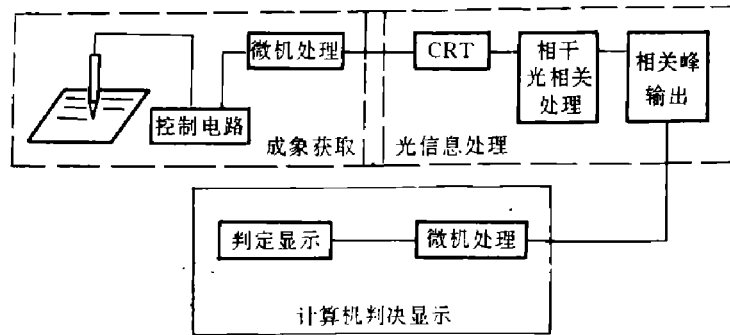 微机处理
CRT
相干
光相关
处理
相关峰
输出
控制电路
成象获取
光信息处理
判定显示
微机处理
计算机判决显示